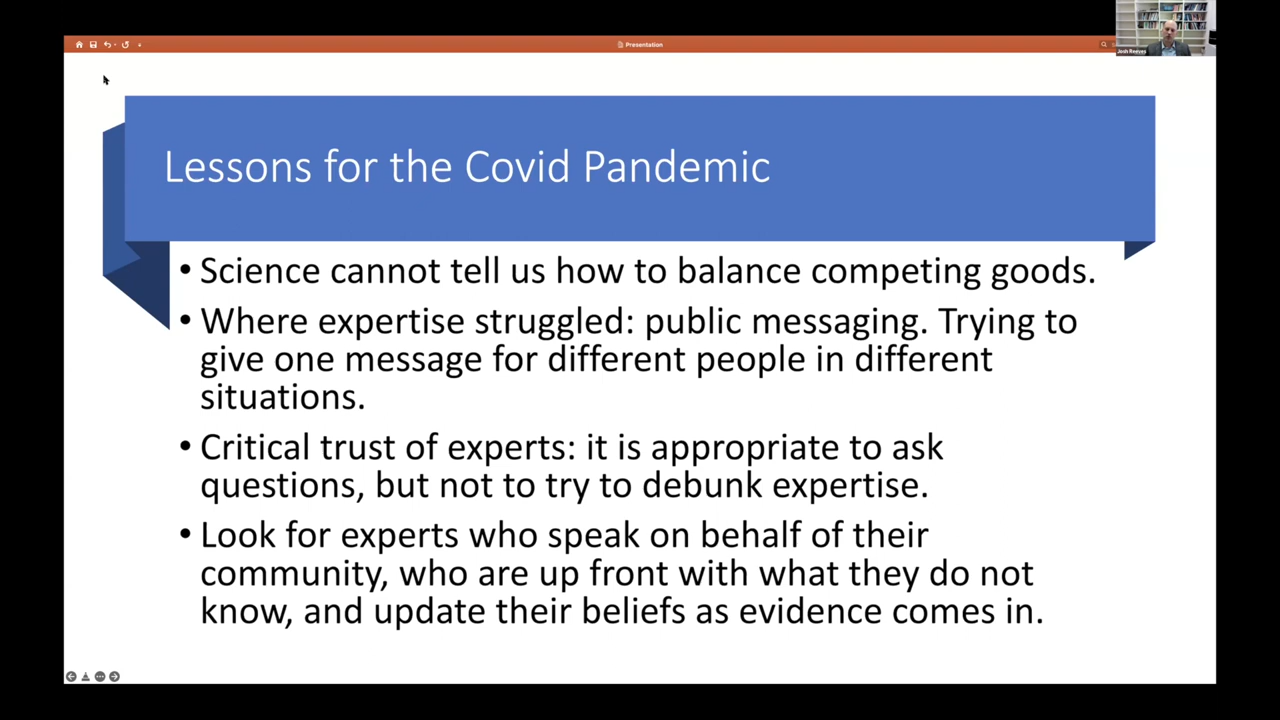 Presentation
Josh Reeves
Lessons for the Covid Pandemic
• Science cannot tell us how to balance competing goods.
• Where expertise struggled: public messaging. Trying to
give one message for different people in different
situations.
• Critical trust of experts: it is appropriate to ask
questions, but not to try to debunk expertise.
• Look for experts who speak on behalf of their
community, who are up front with what they do not
know, and update their beliefs as evidence comes in.